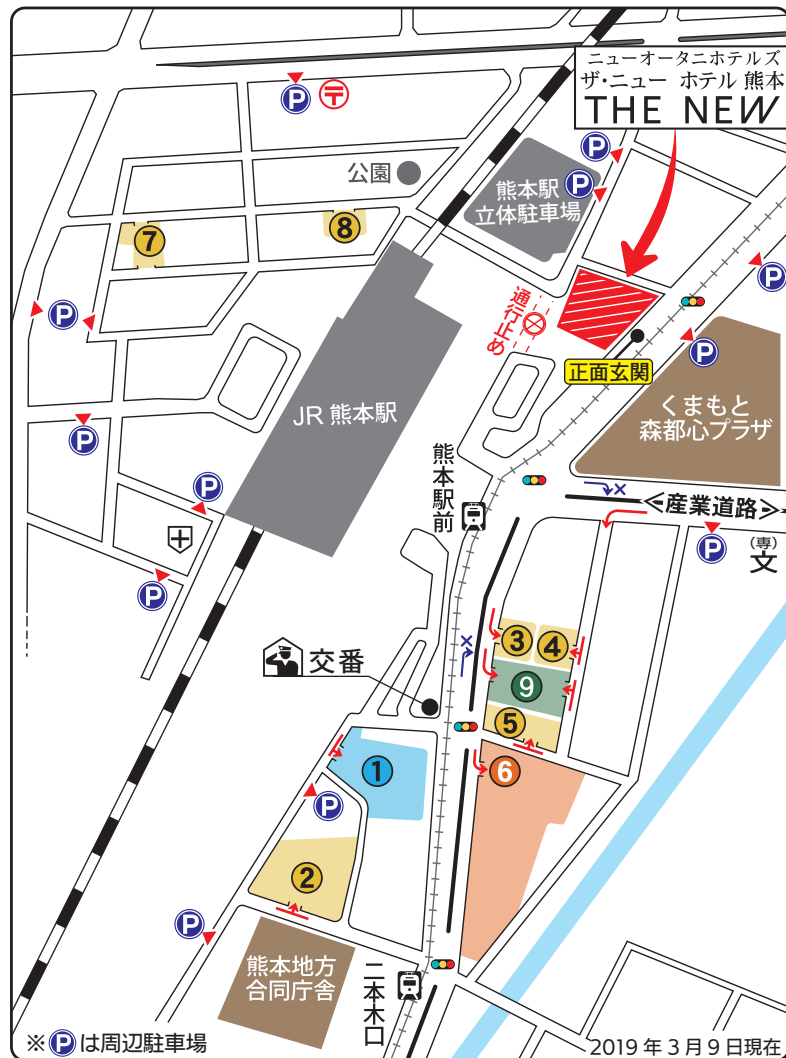 ニューオータニホテルズ
ザ・ニュー ホテル 熊本
THE NEW
P
〒
公園
熊本駅
立体駐車場
P
P
7
8
P
通行止め
P
正面玄関
P
くまもと
森都心プラザ
JR 熊本駅
P
熊本駅前
P
×
<産業道路>
P
(専)
文
P
3
4
×
9
交番
5
1
6
P
2
P
熊本地方
合同庁舎
二本木口
※Pは周辺駐車場
2019年3月9日現在